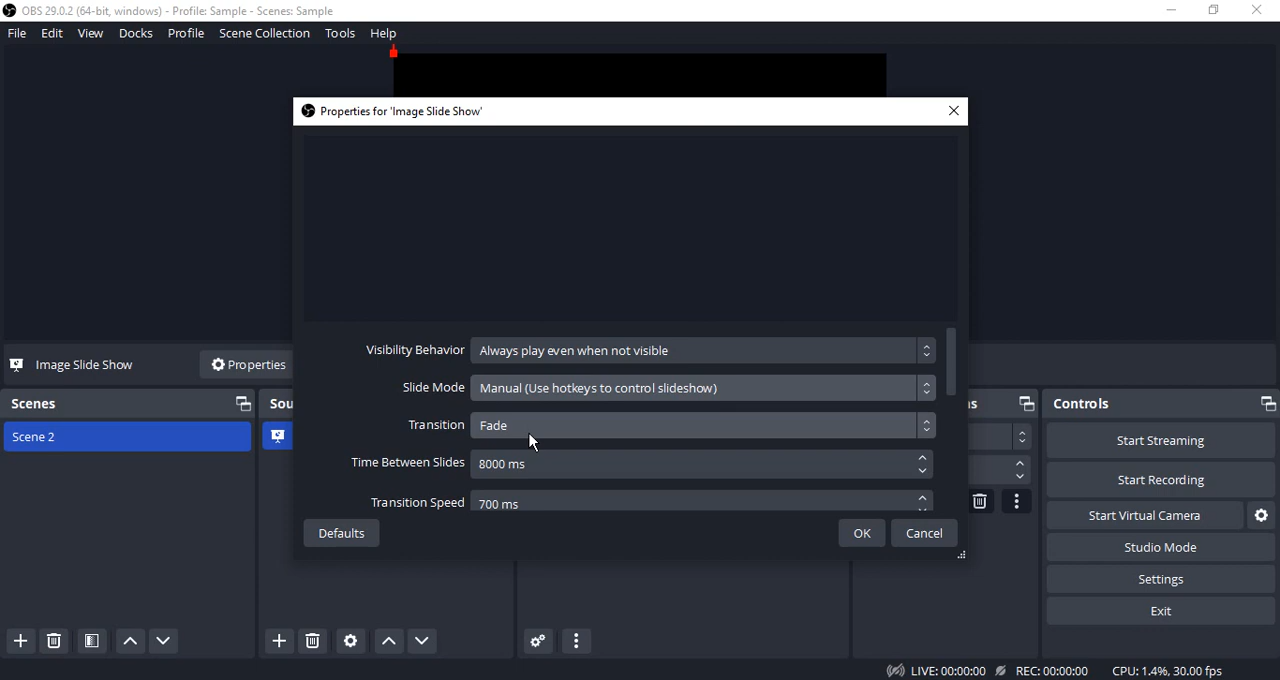 OBS 29.0.2 (64-bit, windows) - Profile: Sample - Scenes: Sample
File Edit View Docks Profile Scene Collection Tools Help
Properties for 'Image Slide Show'
Visibility Behavior Always play even when not visible
Image Slide Show Properties
Slide Mode Manual (Use hotkeys to control slideshow)
Scenes Sou ns Controls
Transition Fade
Scene 2 Start Streaming
Time Between Slides 8000 ms
Start Recording
Transition Speed 700 ms
Start Virtual Camera
Defaults OK Cancel
Studio Mode
Settings
Exit
LIVE: 00:00:00 REC: 00:00:00 CPU: 1.4%, 30.00 fps